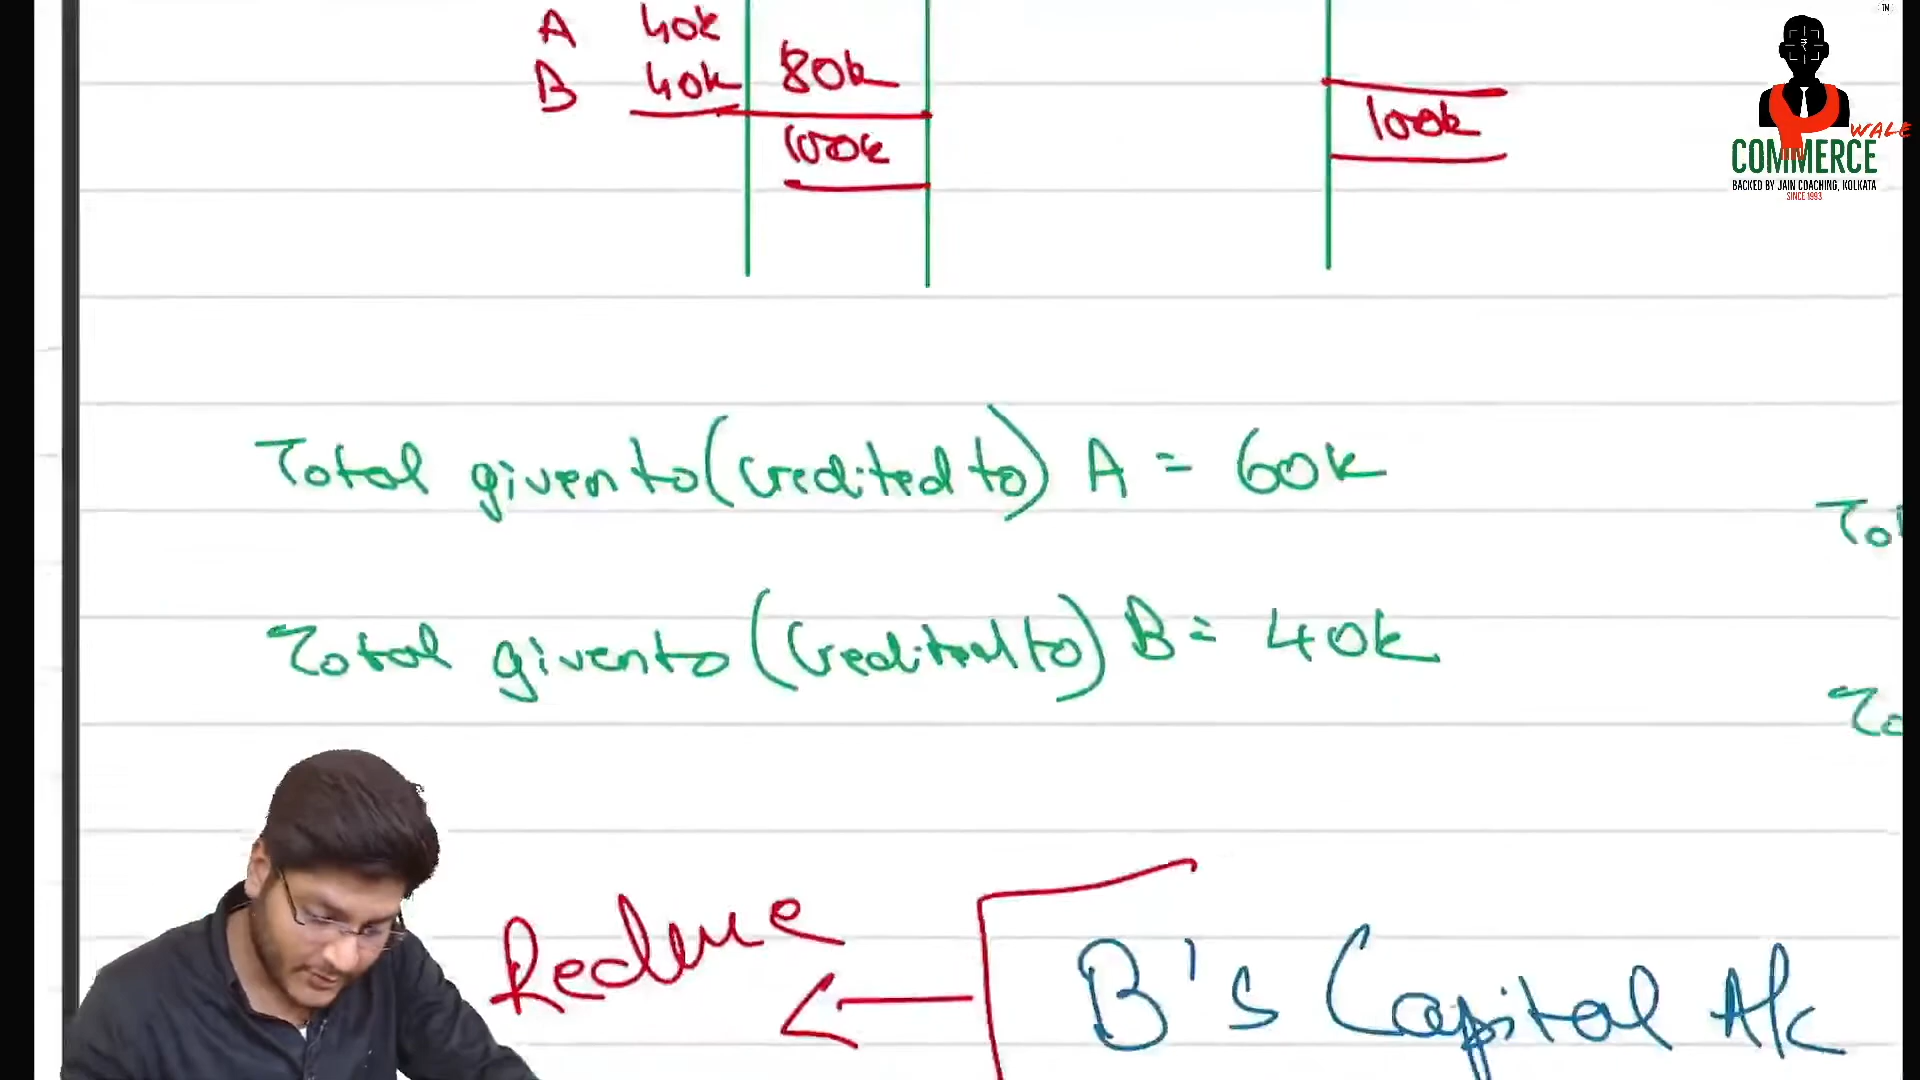 A 40k
B 40k 80k
100k
100k
Total given to (credited to) A = 60k
Total given to (credited to) B = 40k
Reduce
B's Capital A/c
TM
WALE
COMMERCE
BACKED BY JAIN COACHING, KOLKATA
SINCE 1993